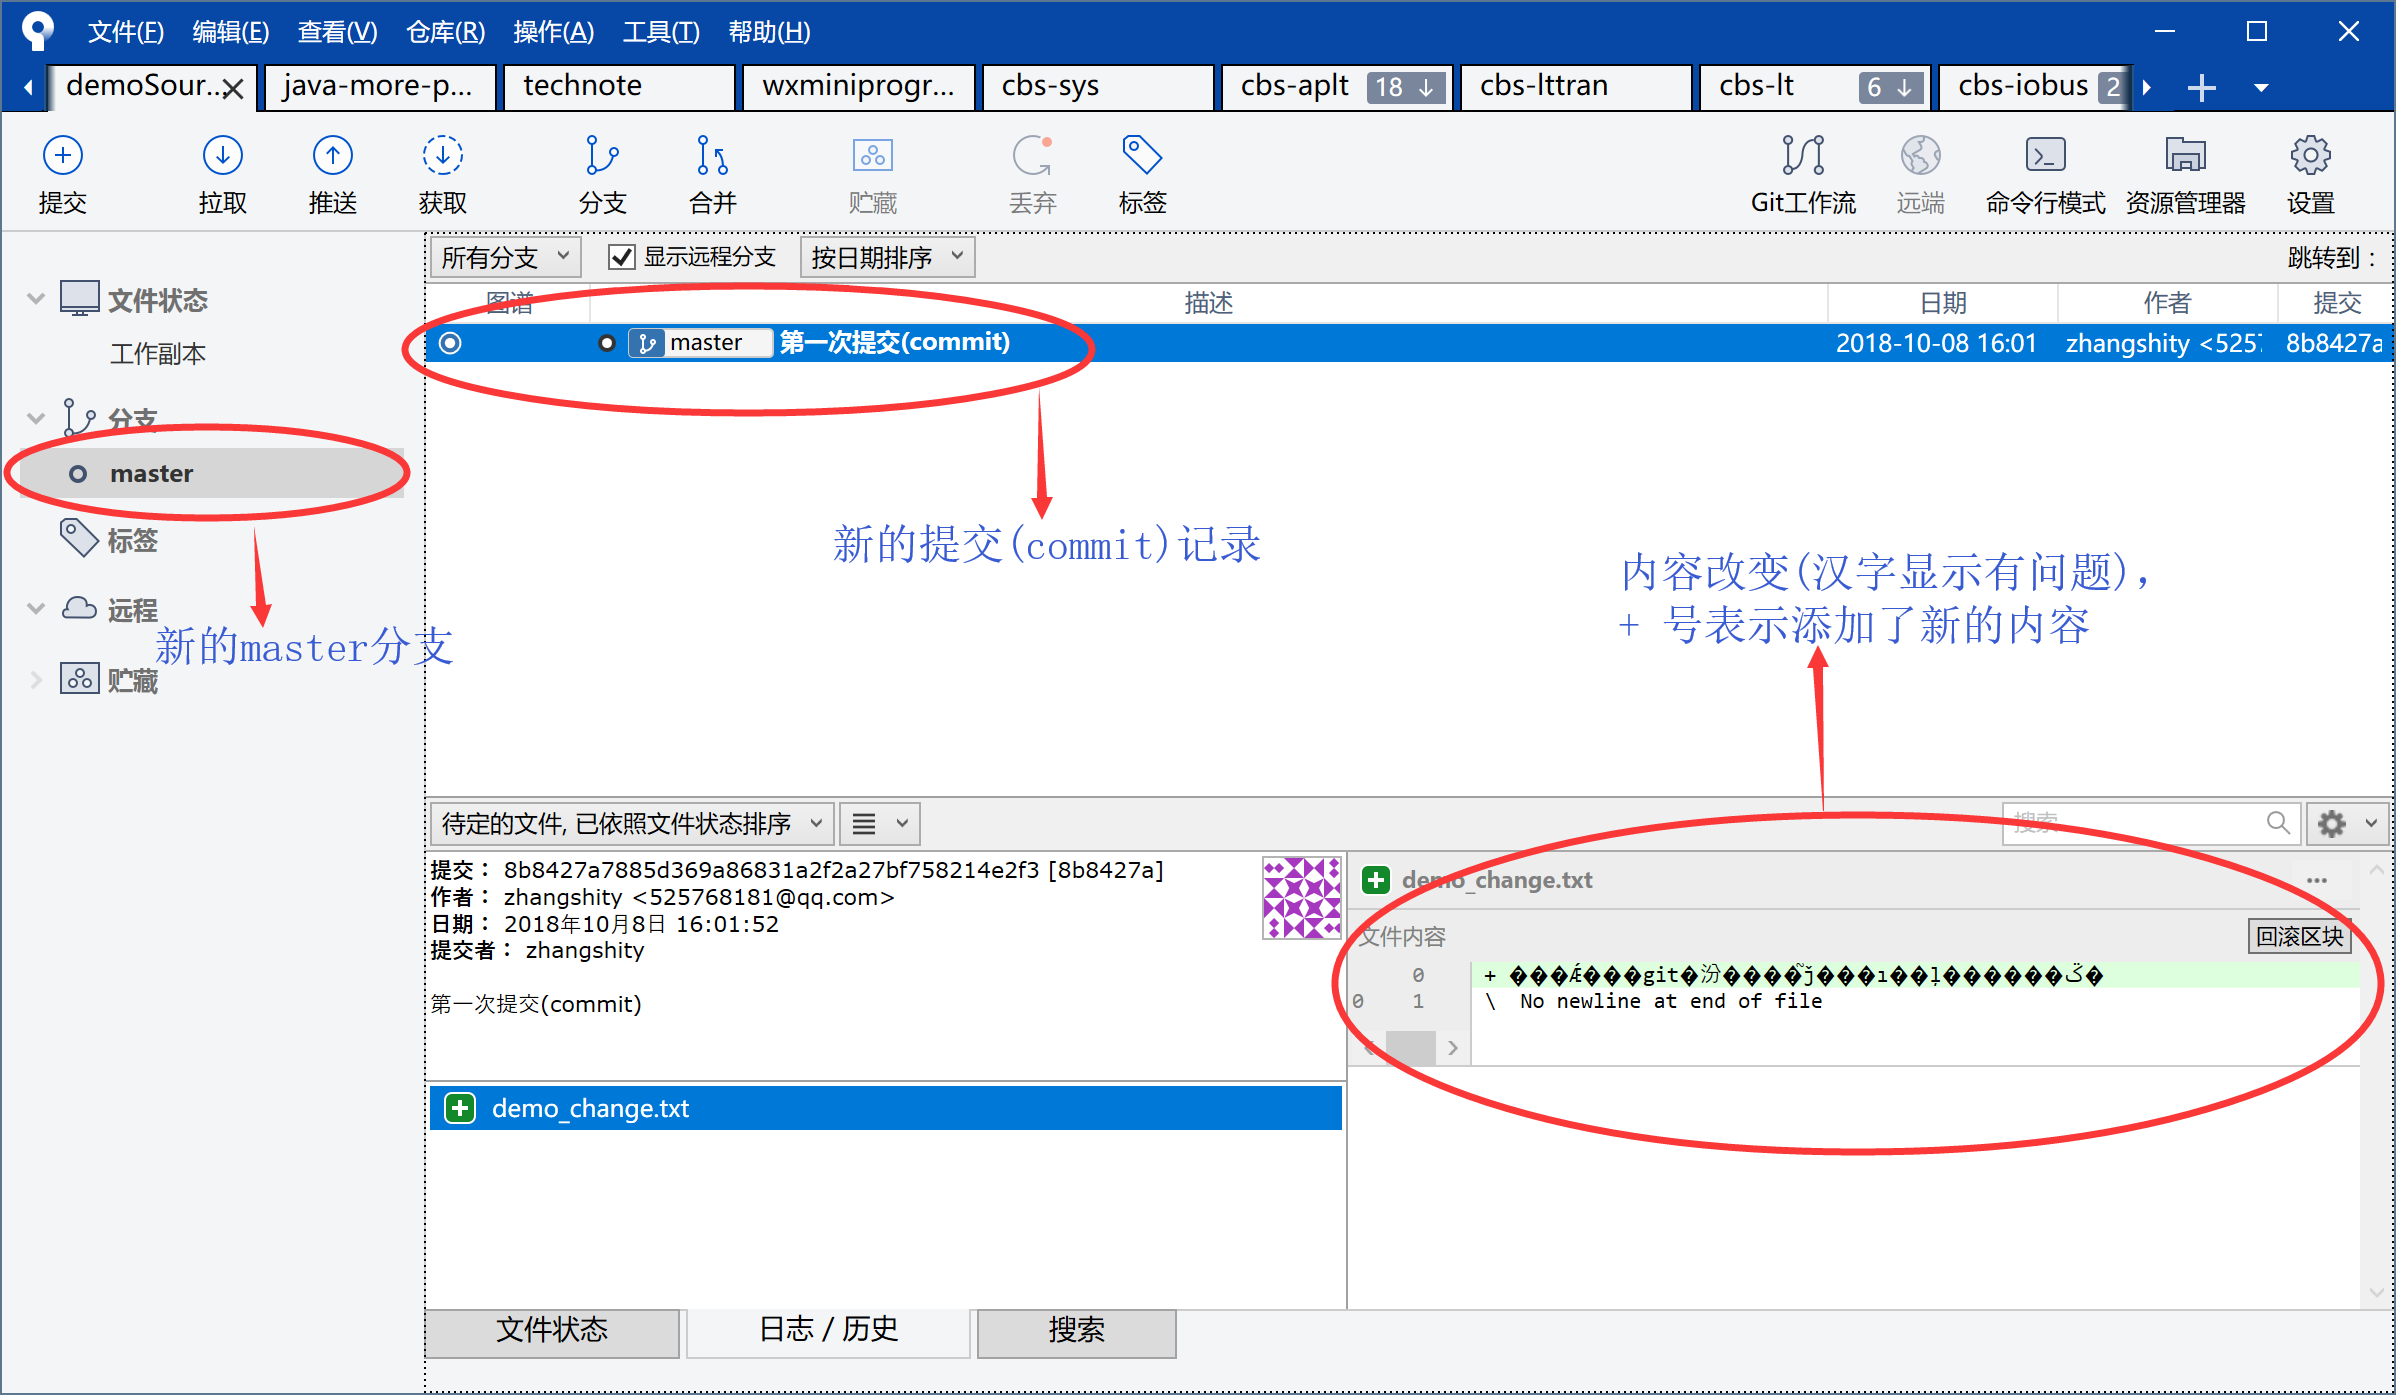 文件(F) 编辑(E) 查看(V) 仓库(R) 操作(A) 工具(T) 帮助(H)
demoSour... java-more-p... technote wxminiprogr... cbs-sys cbs-aplt 18 ↓ cbs-lttran cbs-lt 6 ↓ cbs-iobus 2
提交 拉取 推送 获取 分支 合并 贮藏 丢弃 标签 Git工作流 远端 命令行模式 资源管理器 设置
所有分支 显示远程分支 按日期排序 跳转到：
图谱 描述 日期 作者 提交
master 第一次提交(commit) 2018-10-08 16:01 zhangshity <525 8b8427a
文件状态
工作副本
分支
master
标签
远程
贮藏
新的master分支
新的提交(commit)记录
内容改变(汉字显示有问题)，
+ 号表示添加了新的内容
待定的文件, 已依照文件状态排序 搜索
提交： 8b8427a7885d369a86831a2f2a27bf758214e2f3 [8b8427a]
作者： zhangshity <525768181@qq.com>
日期： 2018年10月8日 16:01:52
提交者： zhangshity
第一次提交(commit)
demo_change.txt
demo_change.txt
文件内容 回滚区块
0 + ���Ǽ���git�汾����
0 1 \ No newline at end of file
文件状态 日志 / 历史 搜索